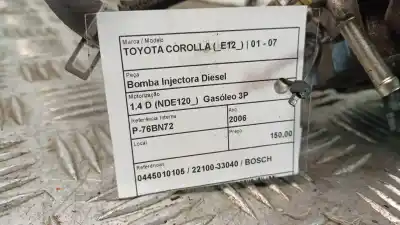 Marca / Modelo
TOYOTA COROLLA (_E12_) | 01 - 07
Peça
Bomba Injectora Diesel
Motorização
1.4 D (NDE120_) Gasóleo 3P
Referência Interna Ano
P-76BN72 2006
Local Preço
150,00
Referências
0445010105 / 22100-33040 / BOSCH